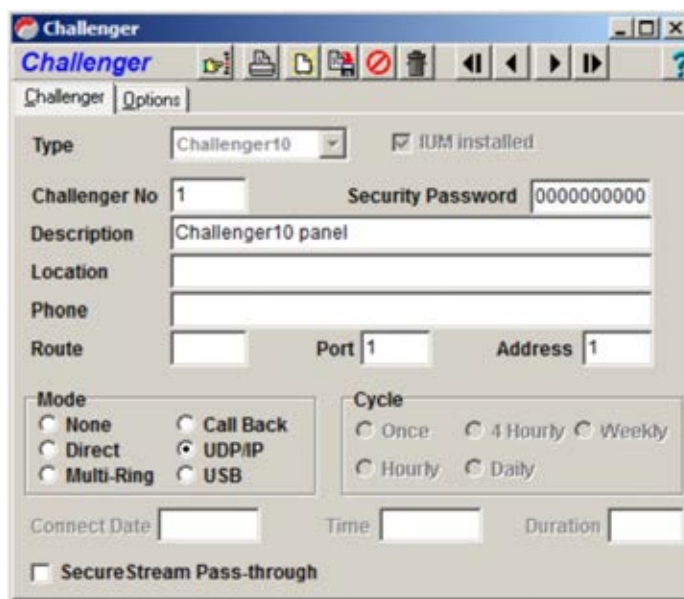 Challenger
Challenger
Challenger Options
Type Challenger10 IUM installed
Challenger No 1 Security Password 0000000000
Description Challenger10 panel
Location
Phone
Route Port 1 Address 1
Mode Cycle
None Call Back Once 4 Hourly Weekly
Direct UDP/IP
Multi-Ring USB Hourly Daily
Connect Date Time Duration
SecureStream Pass-through